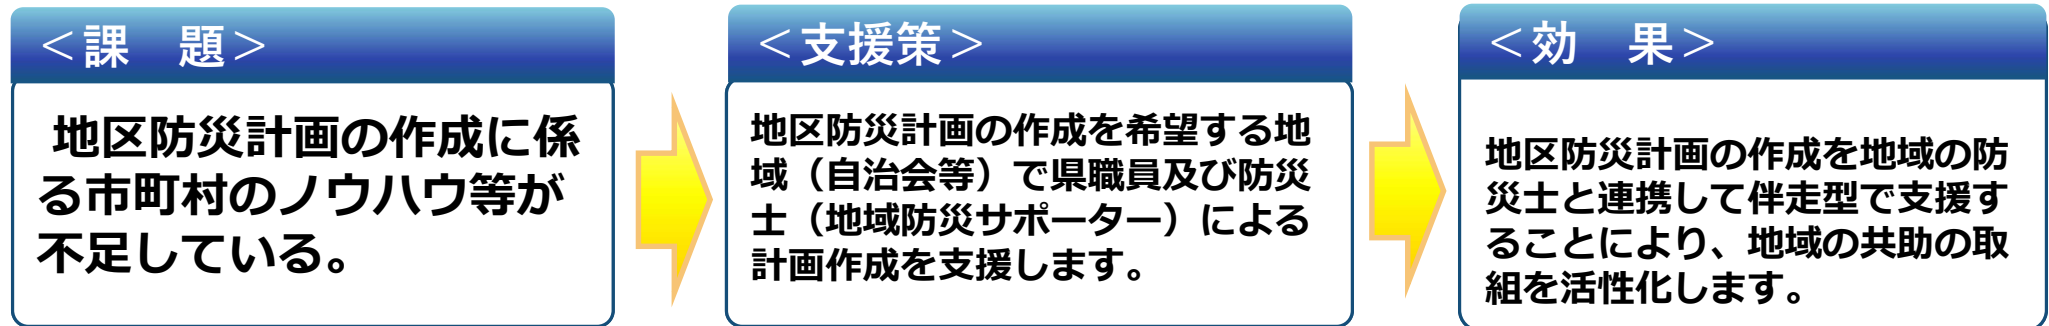 ＜課　題＞
地区防災計画の作成に係
る市町村のノウハウ等が
不足している。
＜支援策＞
地区防災計画の作成を希望する地
域（自治会等）で県職員及び防災
士（地域防災サポーター）による
計画作成を支援します。
＜効　果＞
地区防災計画の作成を地域の防
災士と連携して伴走型で支援す
ることにより、地域の共助の取
組を活性化します。